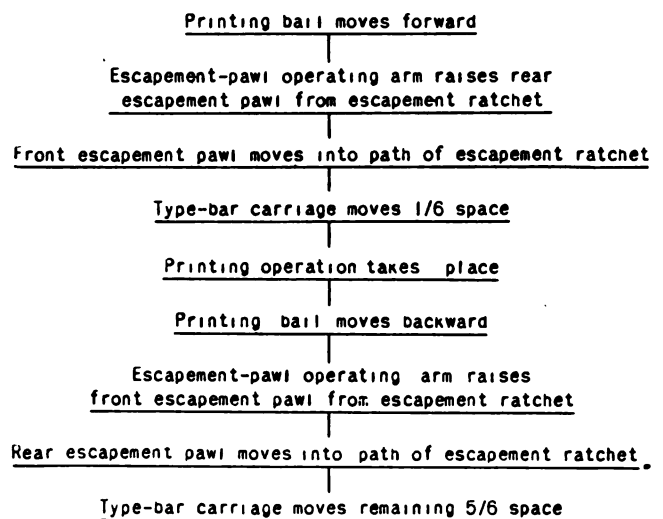 Printing bail moves forward
Escapement-pawl operating arm raises rear
escapement pawl from escapement ratchet
Front escapement pawl moves into path of escapement ratchet
Type-bar carriage moves 1/6 space
Printing operation takes place
Printing bail moves backward
Escapement-pawl operating arm raises
front escapement pawl from escapement ratchet
Rear escapement pawl moves into path of escapement ratchet
Type-bar carriage moves remaining 5/6 space